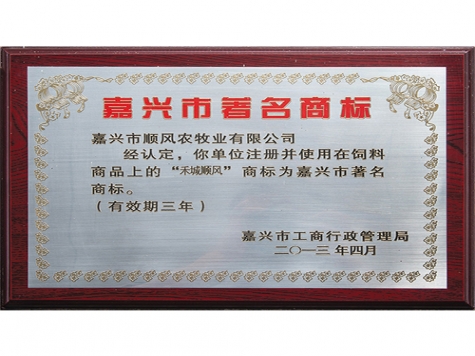 嘉兴市著名商标
嘉兴市顺风农牧业有限公司
经认定，你单位注册并使用在饲料
商品上的“禾城顺风”商标为嘉兴市著名
商标。
（有效期三年）
嘉兴市工商行政管理局
二〇一三年四月